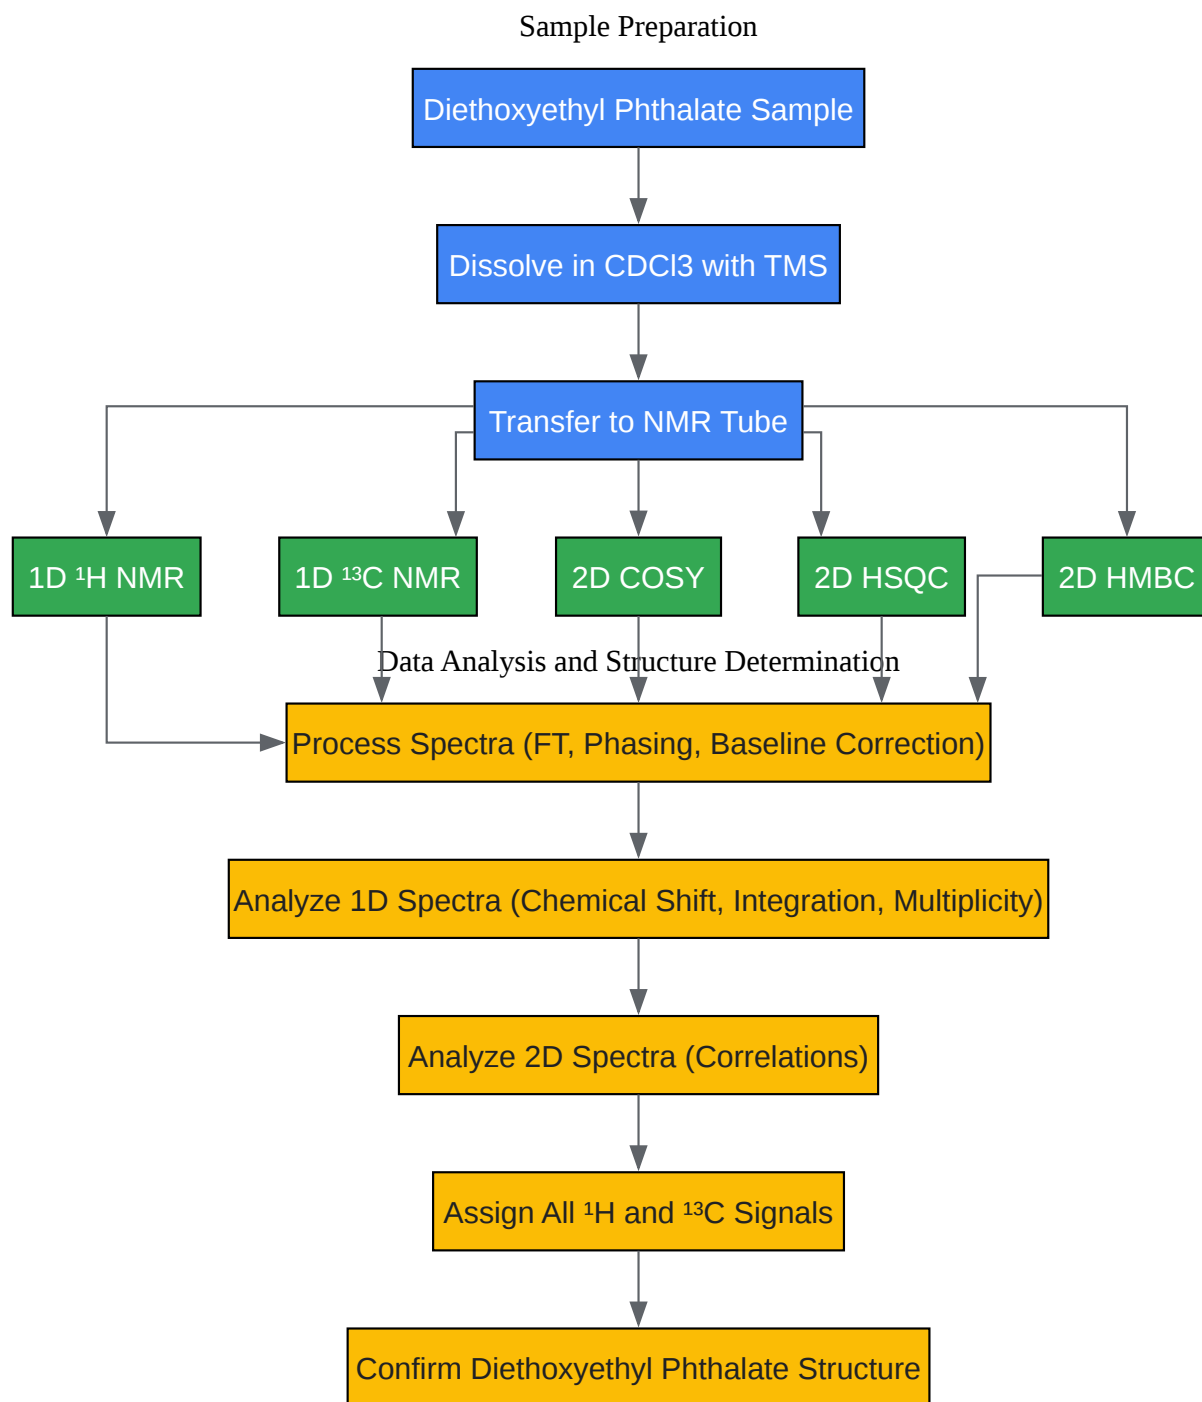 Sample Preparation
Diethoxyethyl Phthalate Sample
Dissolve in CDCl3 with TMS
Transfer to NMR Tube
1D ¹H NMR
1D ¹³C NMR
2D COSY
2D HSQC
2D HMBC
Data Analysis and Structure Determination
Process Spectra (FT, Phasing, Baseline Correction)
Analyze 1D Spectra (Chemical Shift, Integration, Multiplicity)
Analyze 2D Spectra (Correlations)
Assign All ¹H and ¹³C Signals
Confirm Diethoxyethyl Phthalate Structure